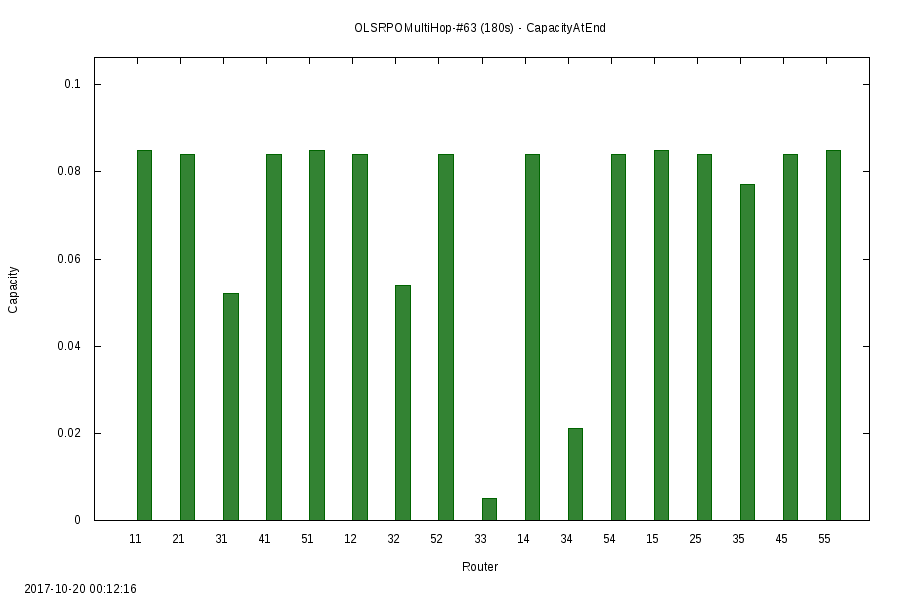 OLSRPOMultiHop-#63 (180s) - CapacityAtEnd
0.1
0.08
0.06
0.04
0.02
0
Capacity
11 21 31 41 51 12 32 52 33 14 34 54 15 25 35 45 55
Router
2017-10-20 00:12:16